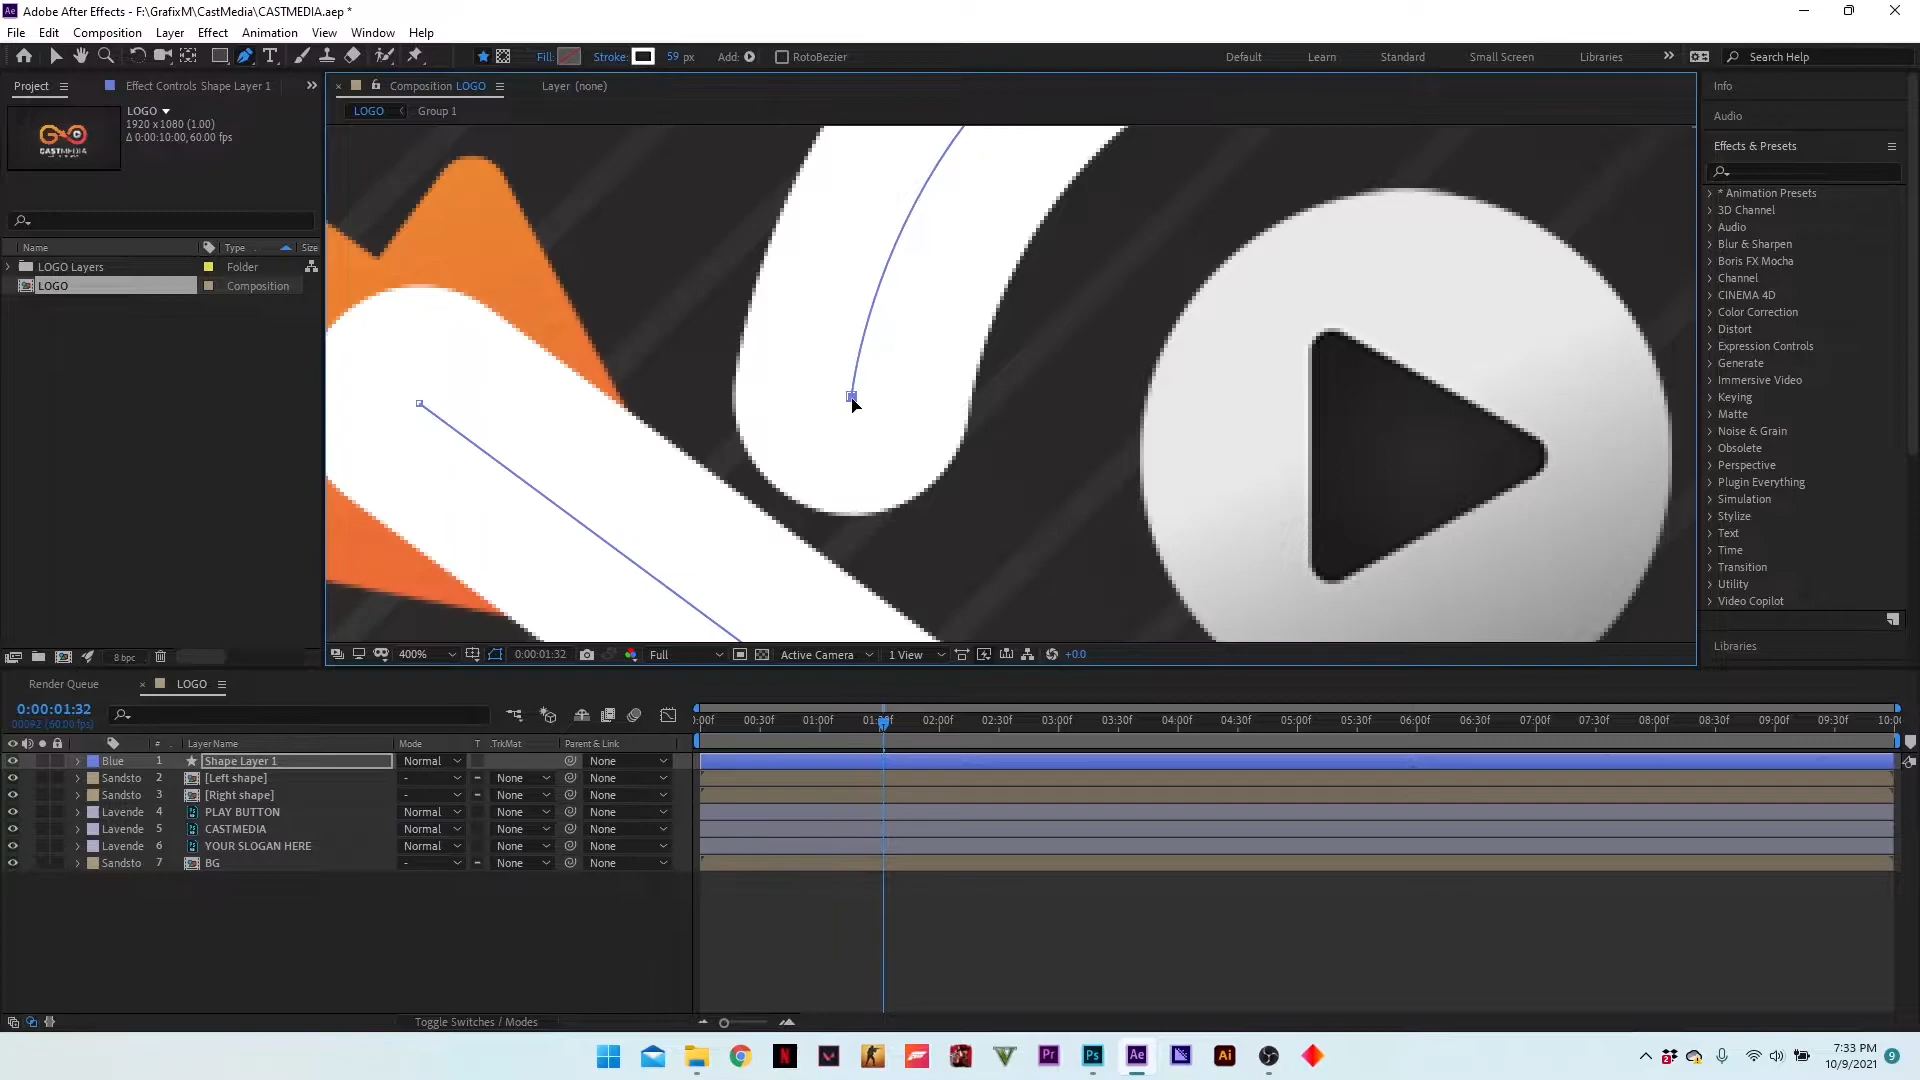 Adobe After Effects - F:\GrafixM\CastMedia\CASTMEDIA.aep *
File Edit Composition Layer Effect Animation View Window Help
Fill: Stroke: 59 px Add: RotoBezier Default Learn Standard Small Screen Libraries Search Help
Project Effect Controls Shape Layer 1 Composition LOGO Layer (none) Info
LOGO
1920 x 1080 (1.00)
Δ 0:00:10:00, 60.00 fps
CASTMEDIA
LOGO Group 1
Audio
Effects & Presets
Name Type Size
LOGO Layers Folder
LOGO Composition
* Animation Presets
3D Channel
Audio
Blur & Sharpen
Boris FX Mocha
Channel
CINEMA 4D
Color Correction
Distort
Expression Controls
Generate
Immersive Video
Keying
Matte
Noise & Grain
Obsolete
Perspective
Plugin Everything
Simulation
Stylize
Text
Time
Transition
Utility
Video Copilot
Libraries
8 bpc 400% 0:00:01:32 Full Active Camera 1 View +0.0
Render Queue LOGO
0:00:01:32
00092 (60.00 fps)
:00f 00:30f 01:00f 01:30f 02:00f 02:30f 03:00f 03:30f 04:00f 04:30f 05:00f 05:30f 06:00f 06:30f 07:00f 07:30f 08:00f 08:30f 09:00f 09:30f 10:00
# Layer Name Mode T .TrkMat Parent & Link
Blue 1 Shape Layer 1 Normal None
Sandsto 2 [Left shape] - None None
Sandsto 3 [Right shape] - None None
Lavende 4 PLAY BUTTON Normal None None
Lavende 5 CASTMEDIA Normal None None
Lavende 6 YOUR SLOGAN HERE Normal None None
Sandsto 7 BG - None None
Toggle Switches / Modes
7:33 PM
10/9/2021
9